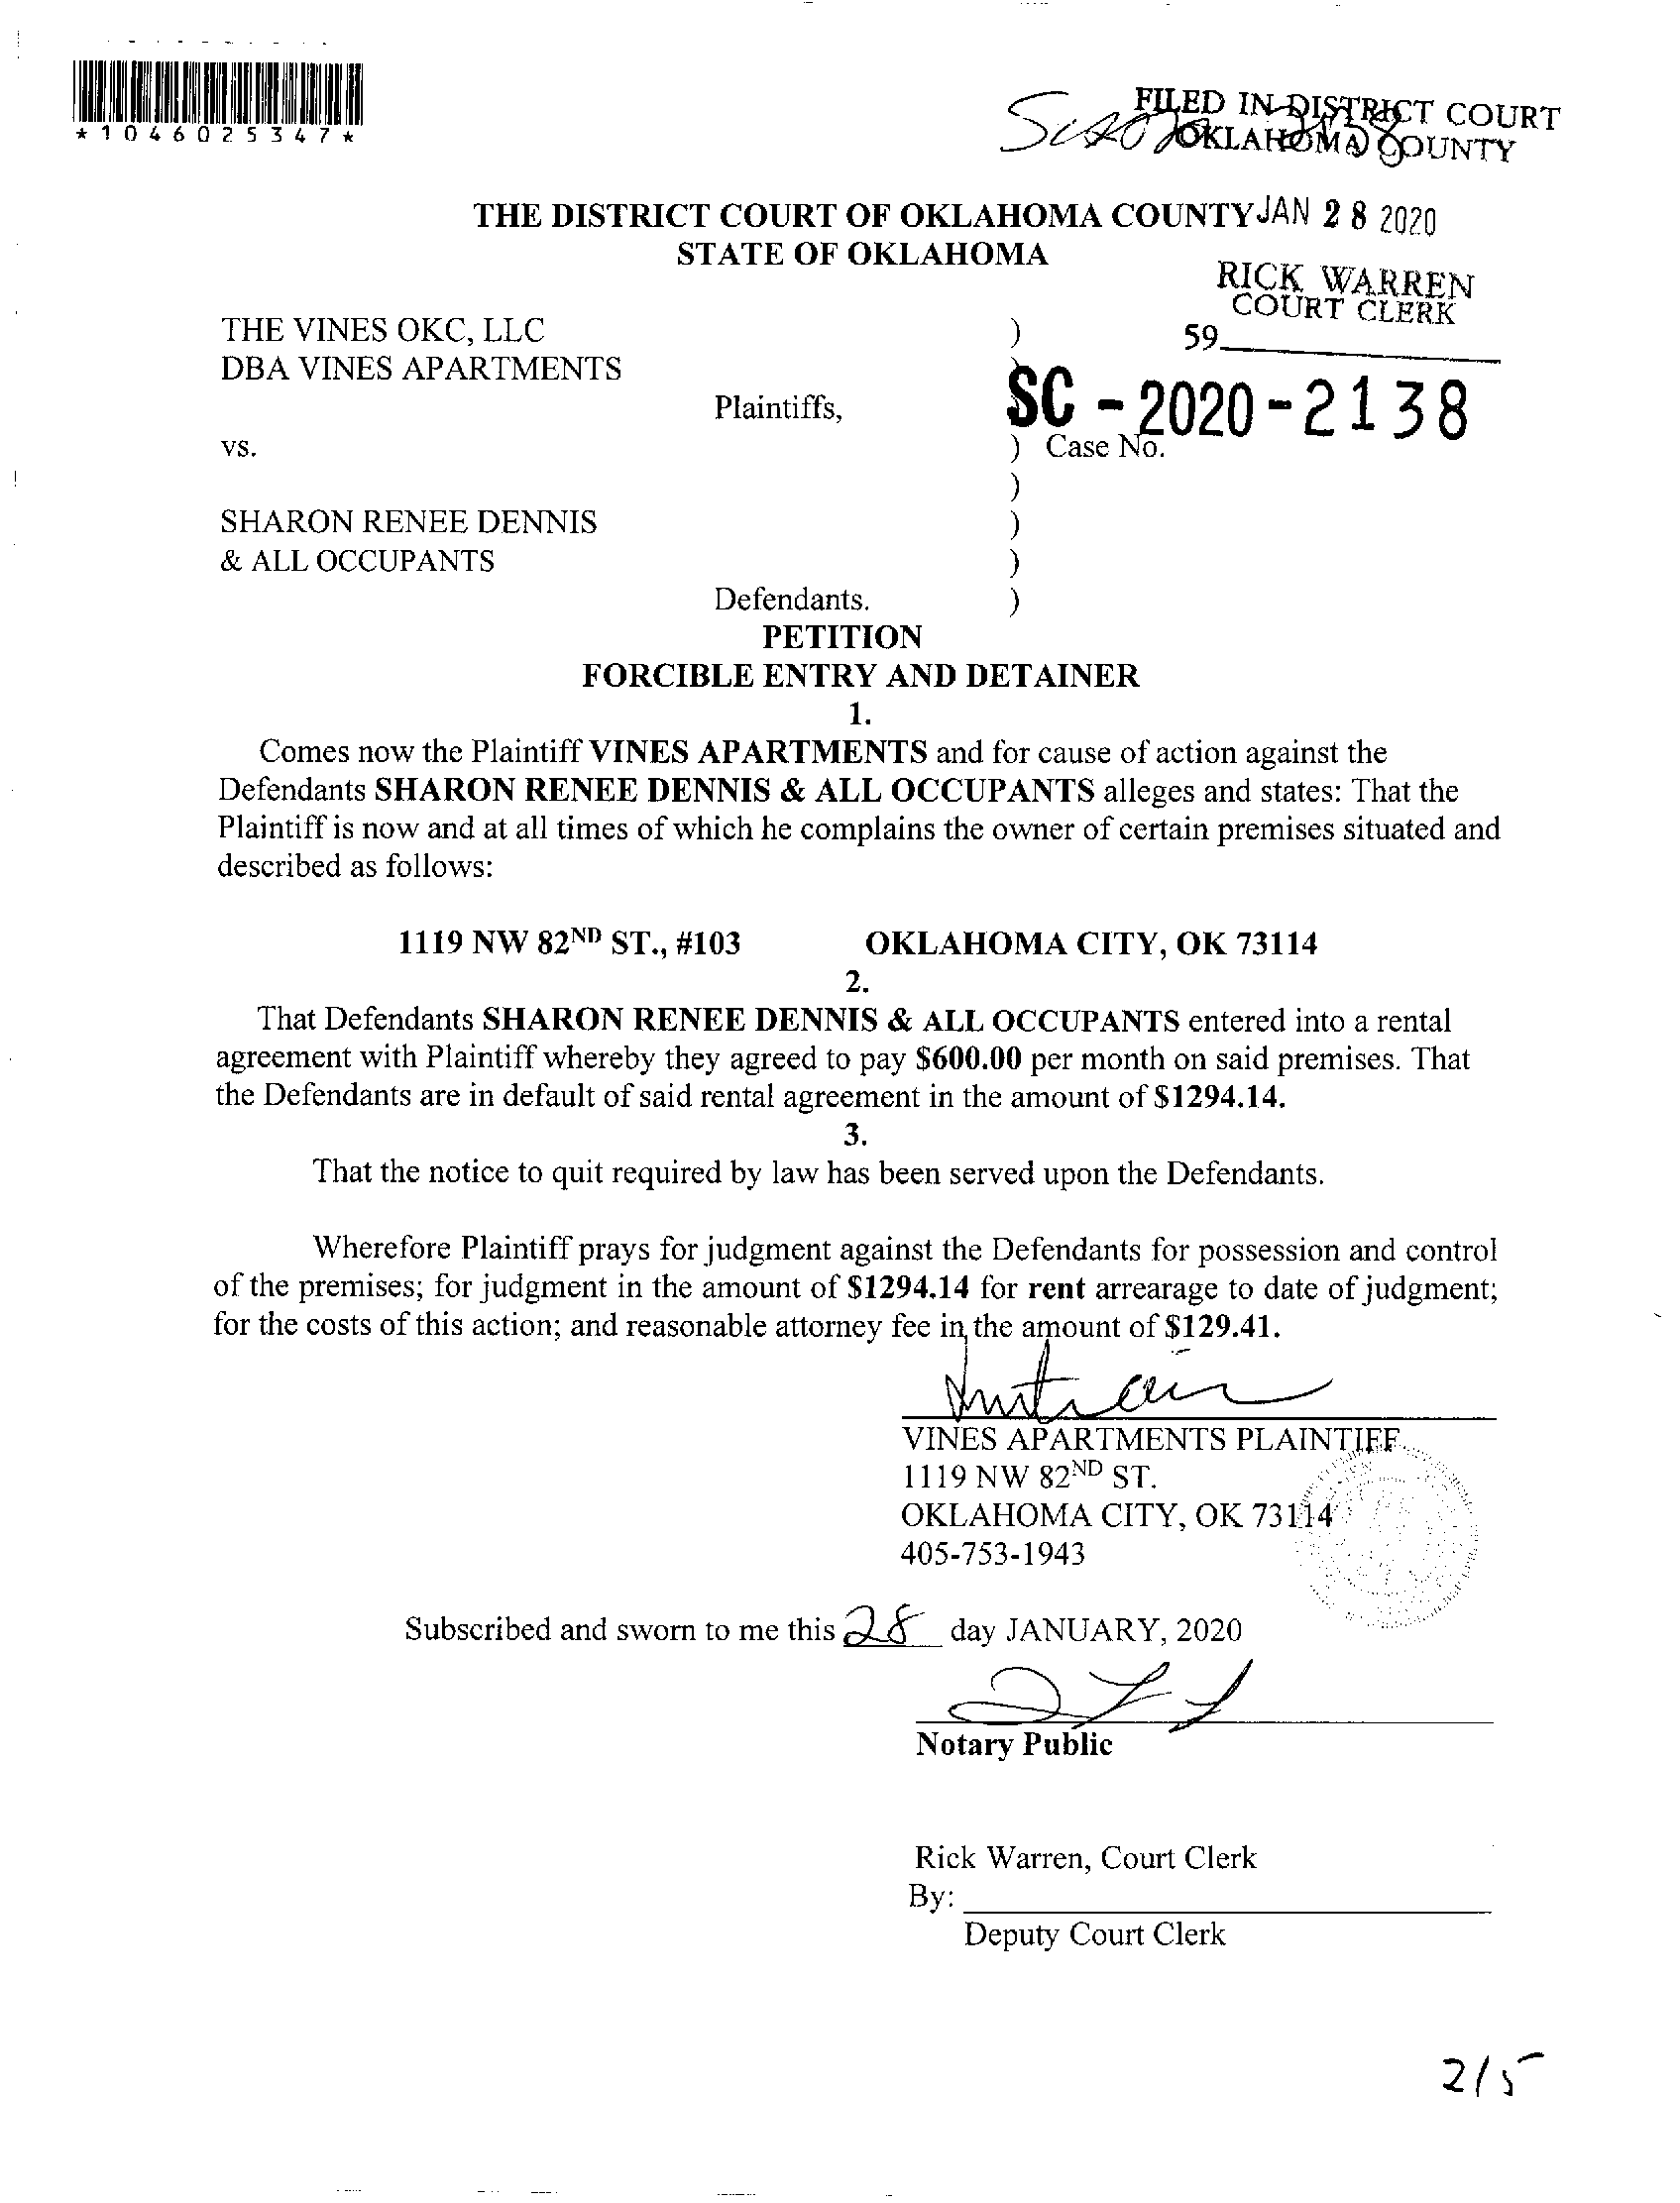 *1046025347*
FILED IN DISTRICT COURT
OKLAHOMA COUNTY
THE DISTRICT COURT OF OKLAHOMA COUNTY JAN 28 2020
STATE OF OKLAHOMA
RICK WARREN
COURT CLERK
THE VINES OKC, LLC )
59
DBA VINES APARTMENTS )
Plaintiffs,
SC - 2020 - 2138
vs. ) Case No.
)
SHARON RENEE DENNIS )
& ALL OCCUPANTS )
Defendants. )
PETITION
FORCIBLE ENTRY AND DETAINER
1.
Comes now the Plaintiff VINES APARTMENTS and for cause of action against the
Defendants SHARON RENEE DENNIS & ALL OCCUPANTS alleges and states: That the
Plaintiff is now and at all times of which he complains the owner of certain premises situated and
described as follows:
1119 NW 82ND ST., #103 OKLAHOMA CITY, OK 73114
2.
That Defendants SHARON RENEE DENNIS & ALL OCCUPANTS entered into a rental
agreement with Plaintiff whereby they agreed to pay $600.00 per month on said premises. That
the Defendants are in default of said rental agreement in the amount of $1294.14.
3.
That the notice to quit required by law has been served upon the Defendants.
Wherefore Plaintiff prays for judgment against the Defendants for possession and control
of the premises; for judgment in the amount of $1294.14 for rent arrearage to date of judgment;
for the costs of this action; and reasonable attorney fee in the amount of $129.41.
VINES APARTMENTS PLAINTIFF
1119 NW 82ND ST.
OKLAHOMA CITY, OK 73114
405-753-1943
Subscribed and sworn to me this 28 day JANUARY, 2020
Notary Public
Rick Warren, Court Clerk
By:
Deputy Court Clerk
2/5